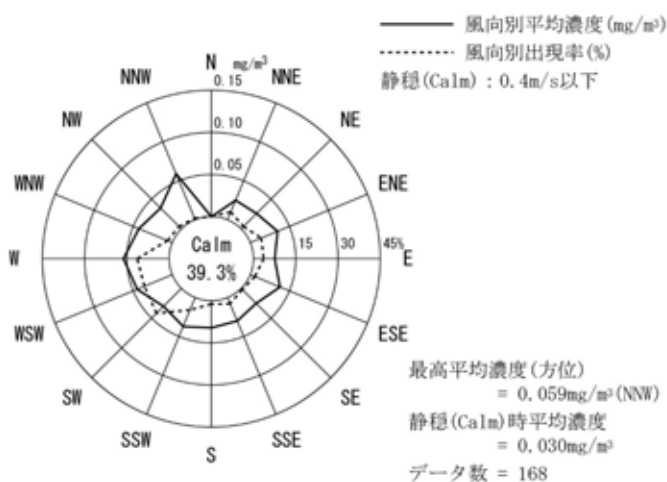 風向別平均濃度(mg/m³)
風向別出現率(%)
静穏(Calm) : 0.4m/s以下
N mg/m³
NNW
NNE
0.15
NW
NE
0.10
WNW
ENE
0.05
Calm
39.3%
W
15 30 45%
E
WSW
ESE
SW
SE
SSW
SSE
S
最高平均濃度(方位)
= 0.059mg/m³(NNW)
静穏(Calm)時平均濃度
= 0.030mg/m³
データ数 = 168